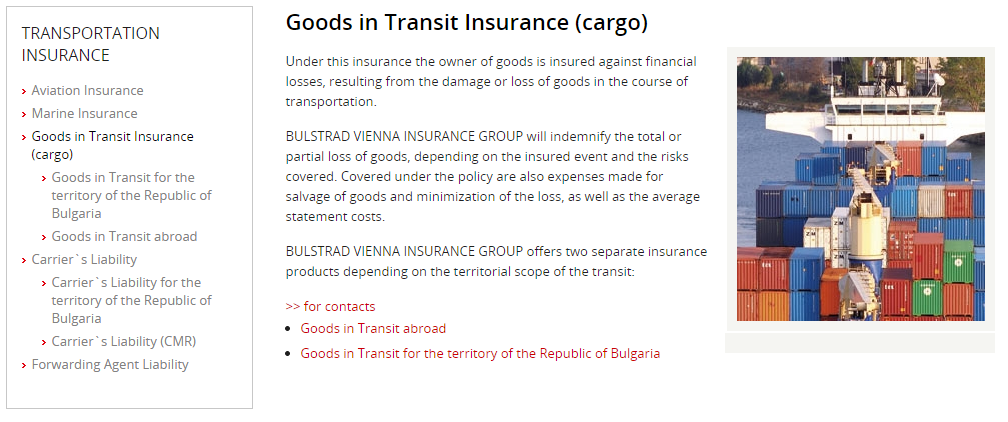 TRANSPORTATION
INSURANCE
Aviation Insurance
Marine Insurance
Goods in Transit Insurance
(cargo)
Goods in Transit for the
territory of the Republic of
Bulgaria
Goods in Transit abroad
Carrier`s Liability
Carrier`s Liability for the
territory of the Republic of
Bulgaria
Carrier`s Liability (CMR)
Forwarding Agent Liability
Goods in Transit Insurance (cargo)
Under this insurance the owner of goods is insured against financial
losses, resulting from the damage or loss of goods in the course of
transportation.
BULSTRAD VIENNA INSURANCE GROUP will indemnify the total or
partial loss of goods, depending on the insured event and the risks
covered. Covered under the policy are also expenses made for
salvage of goods and minimization of the loss, as well as the average
statement costs.
BULSTRAD VIENNA INSURANCE GROUP offers two separate insurance
products depending on the territorial scope of the transit:
>> for contacts
Goods in Transit abroad
Goods in Transit for the territory of the Republic of Bulgaria